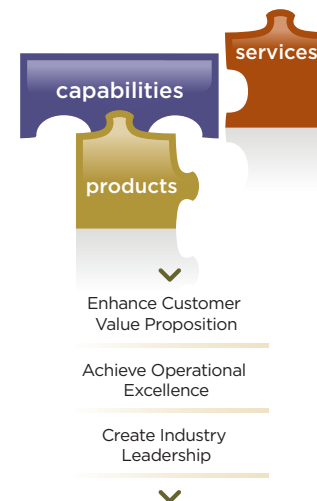 services
capabilities
products
Enhance Customer
Value Proposition
Achieve Operational
Excellence
Create Industry
Leadership